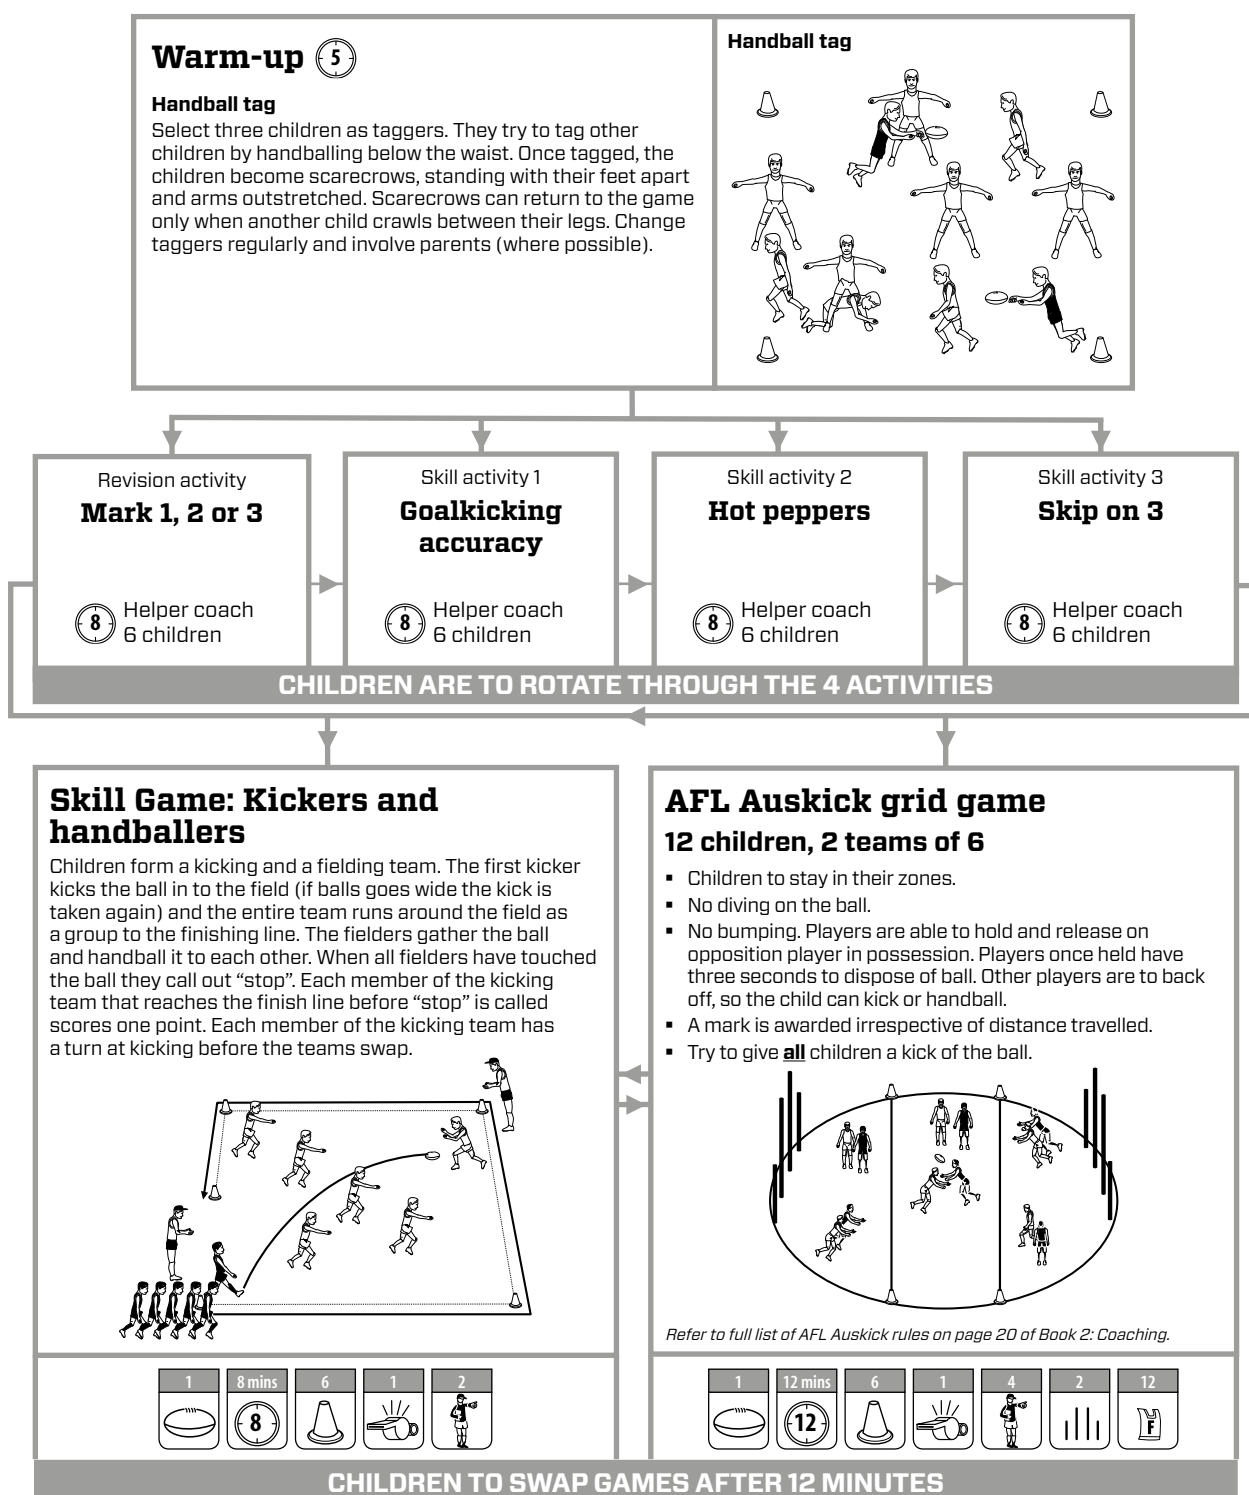 Warm-up 5
Handball tag
Select three children as taggers. They try to tag other
children by handballing below the waist. Once tagged, the
children become scarecrows, standing with their feet apart
and arms outstretched. Scarecrows can return to the game
only when another child crawls between their legs. Change
taggers regularly and involve parents (where possible).
Handball tag
Revision activity
Mark 1, 2 or 3
8
Helper coach
6 children
Skill activity 1
Goalkicking
accuracy
8
Helper coach
6 children
Skill activity 2
Hot peppers
8
Helper coach
6 children
Skill activity 3
Skip on 3
8
Helper coach
6 children
CHILDREN ARE TO ROTATE THROUGH THE 4 ACTIVITIES
Skill Game: Kickers and
handballers
Children form a kicking and a fielding team. The first kicker
kicks the ball in to the field (if balls goes wide the kick is
taken again) and the entire team runs around the field as
a group to the finishing line. The fielders gather the ball
and handball it to each other. When all fielders have touched
the ball they call out “stop”. Each member of the kicking
team that reaches the finish line before “stop” is called
scores one point. Each member of the kicking team has
a turn at kicking before the teams swap.
1 8 mins 6 1 2
8
AFL Auskick grid game
12 children, 2 teams of 6
▪ Children to stay in their zones.
▪ No diving on the ball.
▪ No bumping. Players are able to hold and release on
opposition player in possession. Players once held have
three seconds to dispose of ball. Other players are to back
off, so the child can kick or handball.
▪ A mark is awarded irrespective of distance travelled.
▪ Try to give all children a kick of the ball.
Refer to full list of AFL Auskick rules on page 20 of Book 2: Coaching.
1 12 mins 6 1 4 2 12
12 F
CHILDREN TO SWAP GAMES AFTER 12 MINUTES